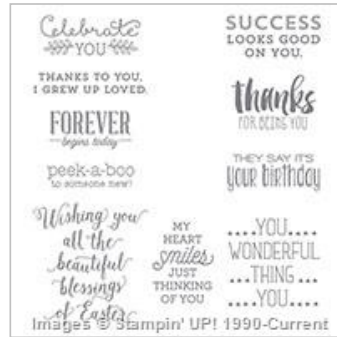 Celebrate
YOU
THANKS TO YOU,
I GREW UP LOVED.
FOREVER
begins today
peek-a-boo
to someone new!
Wishing you
all the
beautiful
blessings
of Easter
MY
HEART
smiles
JUST
THINKING
OF YOU
SUCCESS
LOOKS GOOD
ON YOU.
thanks
FOR BEING YOU
THEY SAY IT'S
your birthday
....YOU....
WONDERFUL
...THING...
....YOU....
Images © Stampin' UP! 1990-Current